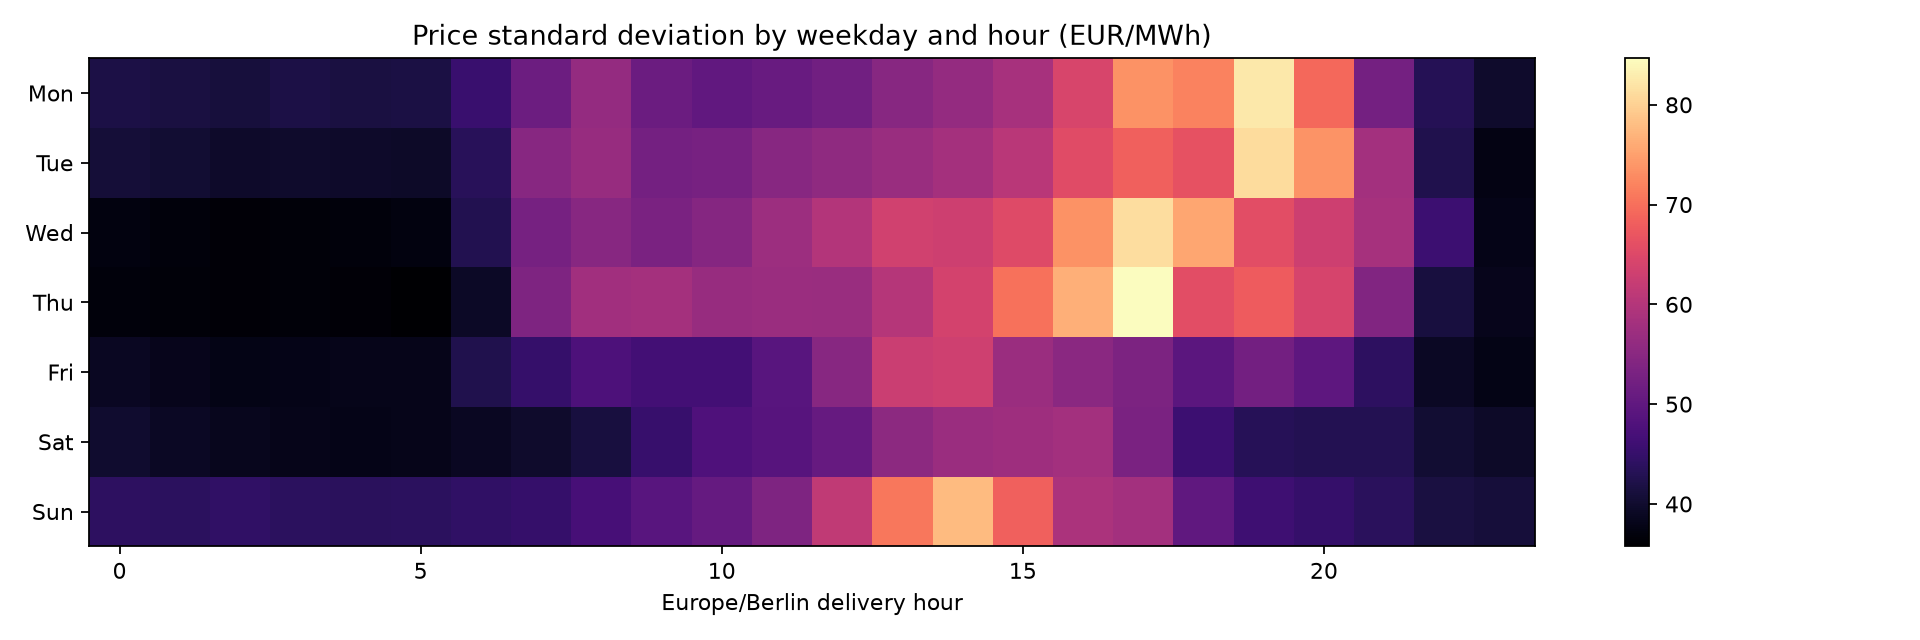 Price standard deviation by weekday and hour (EUR/MWh)
Mon
Tue
Wed
Thu
Fri
Sat
Sun
0 5 10 15 20
Europe/Berlin delivery hour
80
70
60
50
40